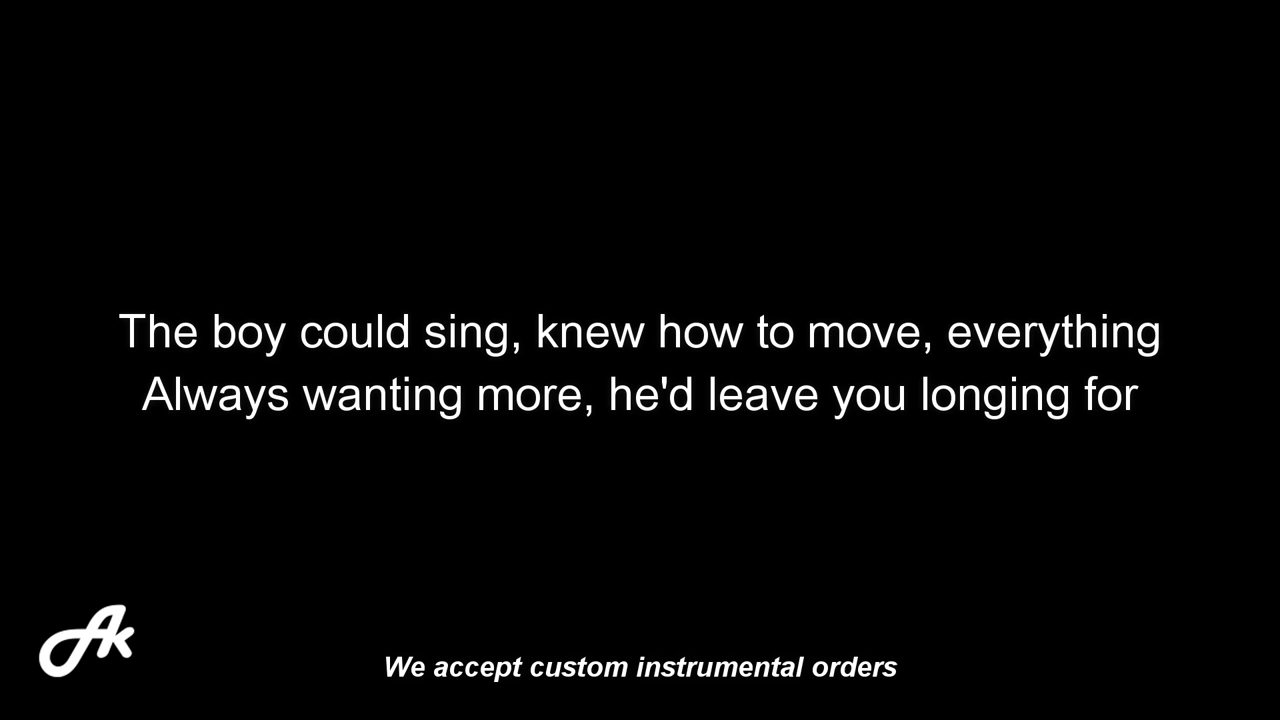 The boy could sing, knew how to move, everything
Always wanting more, he'd leave you longing for
Ak
We accept custom instrumental orders